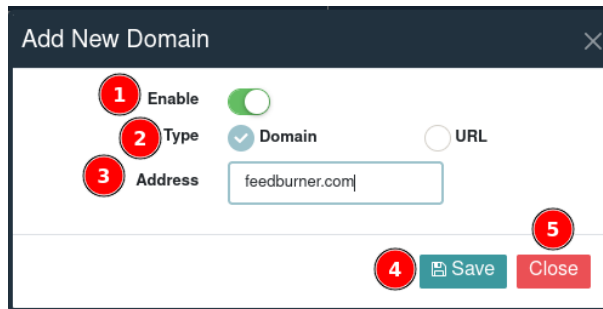 Add New Domain
1 Enable
2 Type Domain URL
3 Address feedburner.com
5
4 Save Close